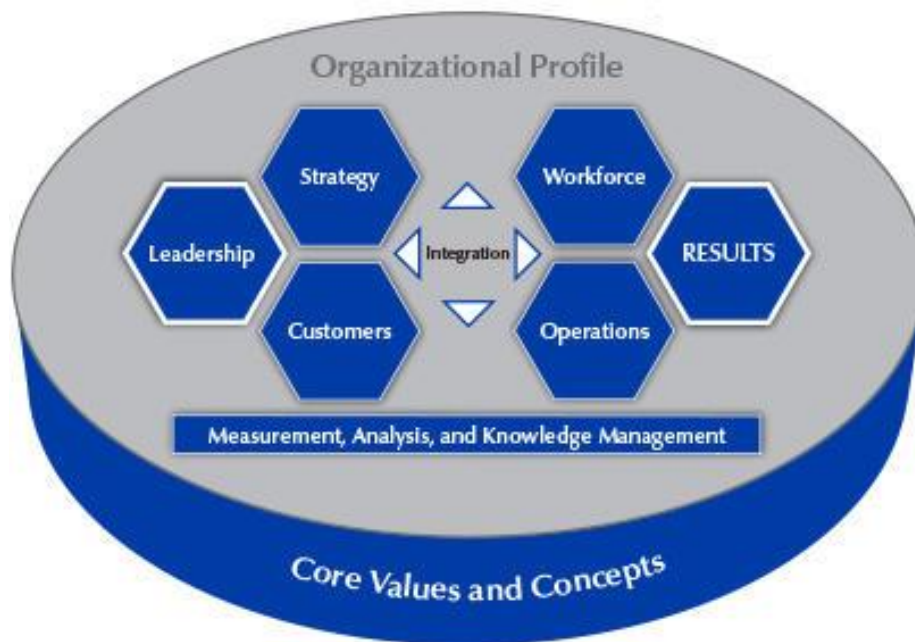 Organizational Profile
Strategy
Workforce
Leadership
Integration
RESULTS
Customers
Operations
Measurement, Analysis, and Knowledge Management
Core Values and Concepts